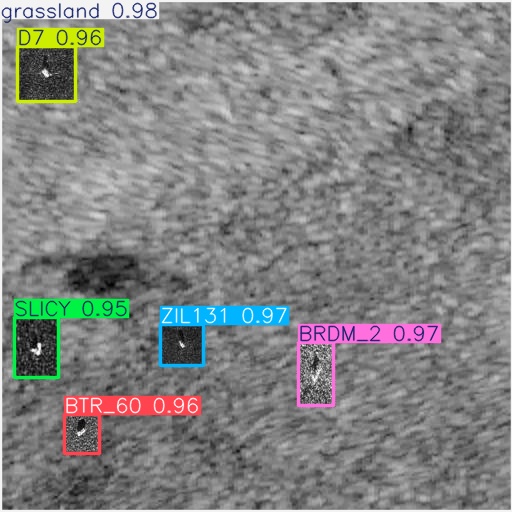 grassland 0.98
D7 0.96
SLICY 0.95
ZIL131 0.97
BRDM_2 0.97
BTR_60 0.96